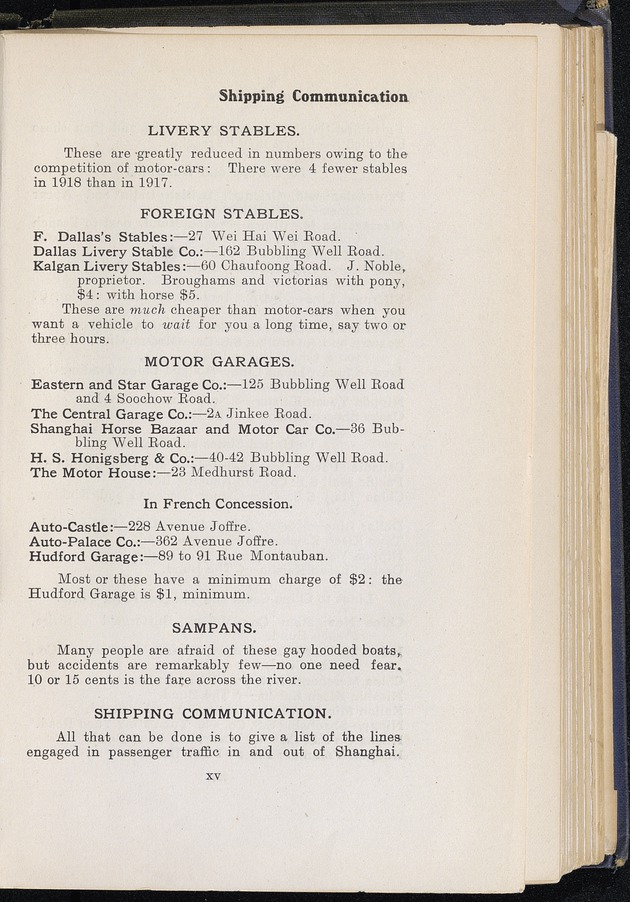 Shipping Communication
LIVERY STABLES.
These are greatly reduced in numbers owing to the
competition of motor-cars: There were 4 fewer stables
in 1918 than in 1917.
FOREIGN STABLES.
F. Dallas's Stables:—27 Wei Hai Wei Road.
Dallas Livery Stable Co.:—162 Bubbling Well Road.
Kalgan Livery Stables:—60 Chaufoong Road. J. Noble,
proprietor. Broughams and victorias with pony,
$4: with horse $5.
These are much cheaper than motor-cars when you
want a vehicle to wait for you a long time, say two or
three hours.
MOTOR GARAGES.
Eastern and Star Garage Co.:—125 Bubbling Well Road
and 4 Soochow Road.
The Central Garage Co.:—2A Jinkee Road.
Shanghai Horse Bazaar and Motor Car Co.—36 Bub-
bling Well Road.
H. S. Honigsberg & Co.:—40-42 Bubbling Well Road.
The Motor House:—23 Medhurst Road.
In French Concession.
Auto-Castle:—228 Avenue Joffre.
Auto-Palace Co.:—362 Avenue Joffre.
Hudford Garage:—89 to 91 Rue Montauban.
Most or these have a minimum charge of $2: the
Hudford Garage is $1, minimum.
SAMPANS.
Many people are afraid of these gay hooded boats,
but accidents are remarkably few—no one need fear.
10 or 15 cents is the fare across the river.
SHIPPING COMMUNICATION.
All that can be done is to give a list of the lines
engaged in passenger traffic in and out of Shanghai.
xv